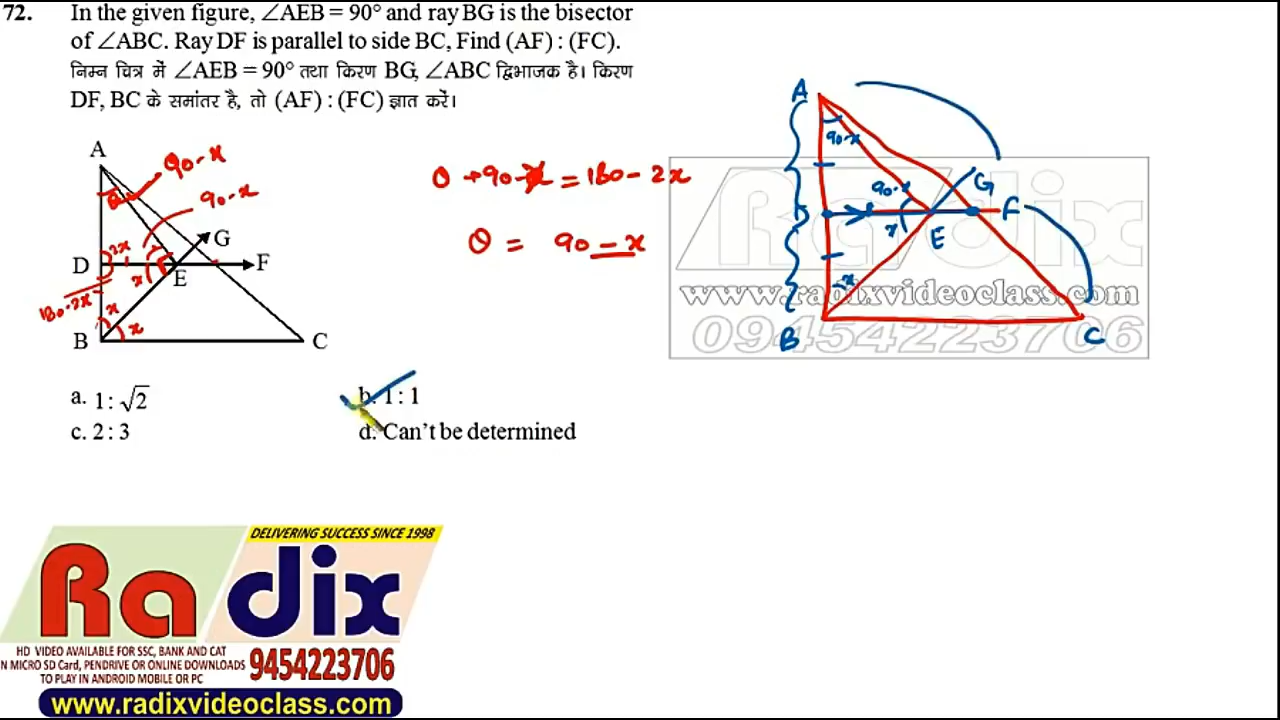 72. In the given figure, ∠AEB = 90° and ray BG is the bisector
of ∠ABC. Ray DF is parallel to side BC, Find (AF) : (FC).
निम्न चित्र में ∠AEB = 90° तथा किरण BG, ∠ABC द्विभाजक है। किरण
DF, BC के समांतर है, तो (AF) : (FC) ज्ञात करें।
A
90-x
90-x
G
D
2x
x
E
F
180-2x
x
x
B
C
θ + 90-x = 180 - 2x
θ = 90 - x
A
90-x
90-x
G
F
x
E
x
B
C
Radix
www.radixvideoclass.com
09454223706
a. 1 : √2
b. 1 : 1
c. 2 : 3
d. Can't be determined
DELIVERING SUCCESS SINCE 1998
Radix
HD VIDEO AVAILABLE FOR SSC, BANK AND CAT
N MICRO SD Card, PENDRIVE OR ONLINE DOWNLOADS
TO PLAY IN ANDROID MOBILE OR PC
9454223706
www.radixvideoclass.com